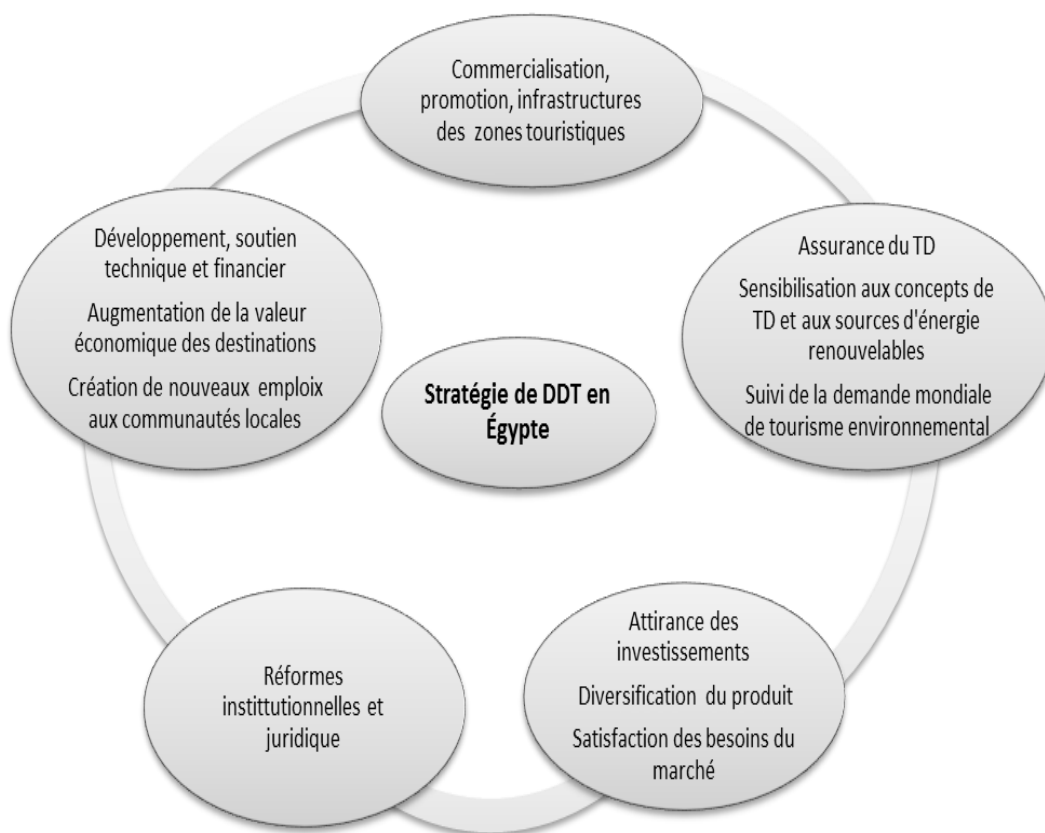 Commercialisation,
promotion, infrastructures
des zones touristiques
Développement, soutien
technique et financier
Augmentation de la valeur
économique des destinations
Création de nouveaux emploix
aux communautés locales
Assurance du TD
Sensibilisation aux concepts de
TD et aux sources d'énergie
renouvelables
Suivi de la demande mondiale
de tourisme environnemental
Stratégie de DDT en
Égypte
Réformes
instittutionnelles et
juridique
Attirance des
investissements
Diversification du produit
Satisfaction des besoins du
marché